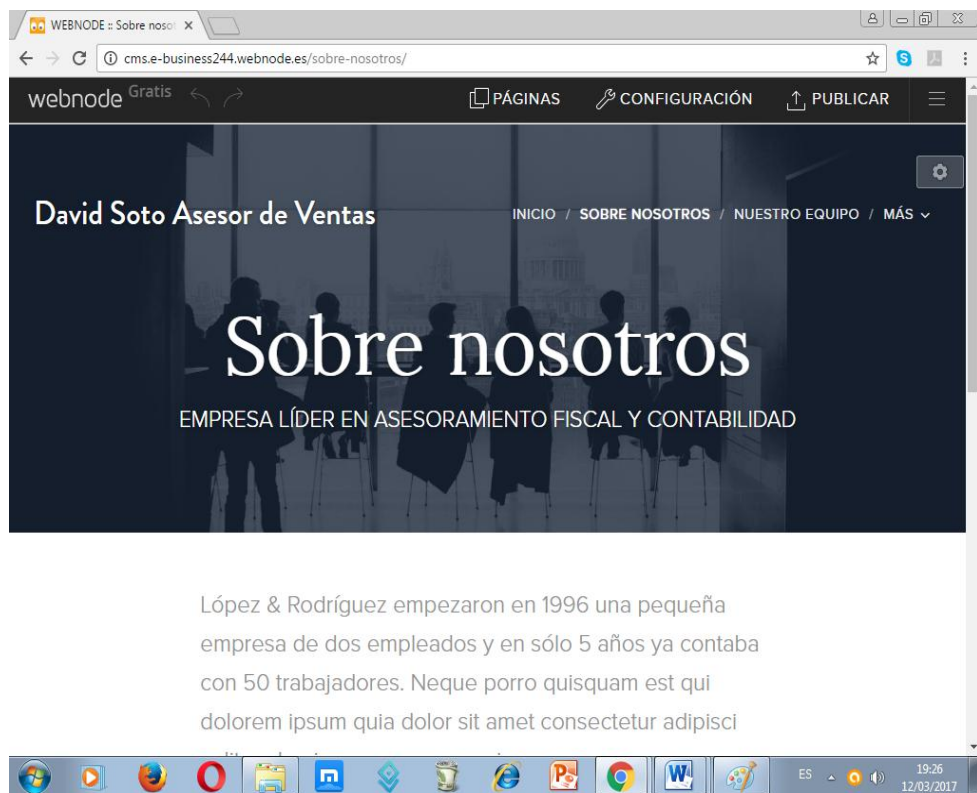 WEBNODE :: Sobre noso
cms.e-business244.webnode.es/sobre-nosotros/
webnode Gratis PÁGINAS CONFIGURACIÓN PUBLICAR
David Soto Asesor de Ventas
INICIO / SOBRE NOSOTROS / NUESTRO EQUIPO / MÁS
Sobre nosotros
EMPRESA LÍDER EN ASESORAMIENTO FISCAL Y CONTABILIDAD
López & Rodríguez empezaron en 1996 una pequeña
empresa de dos empleados y en sólo 5 años ya contaba
con 50 trabajadores. Neque porro quisquam est qui
dolorem ipsum quia dolor sit amet consectetur adipisci
ES
19:26
12/03/2017